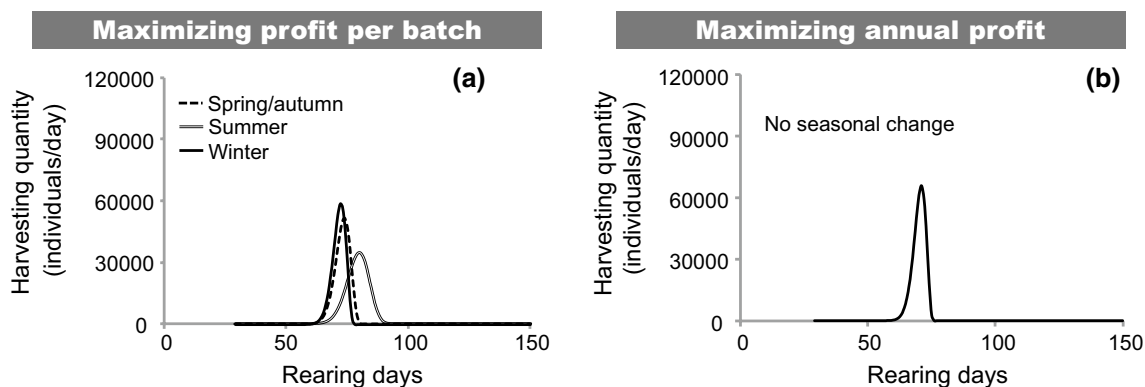 Maximizing profit per batch
Maximizing annual profit
(a)
Harvesting quantity
(individuals/day)
120000
90000
60000
30000
0
Spring/autumn
Summer
Winter
0
50
100
150
Rearing days
(b)
Harvesting quantity
(individuals/day)
120000
90000
60000
30000
0
No seasonal change
0
50
100
150
Rearing days